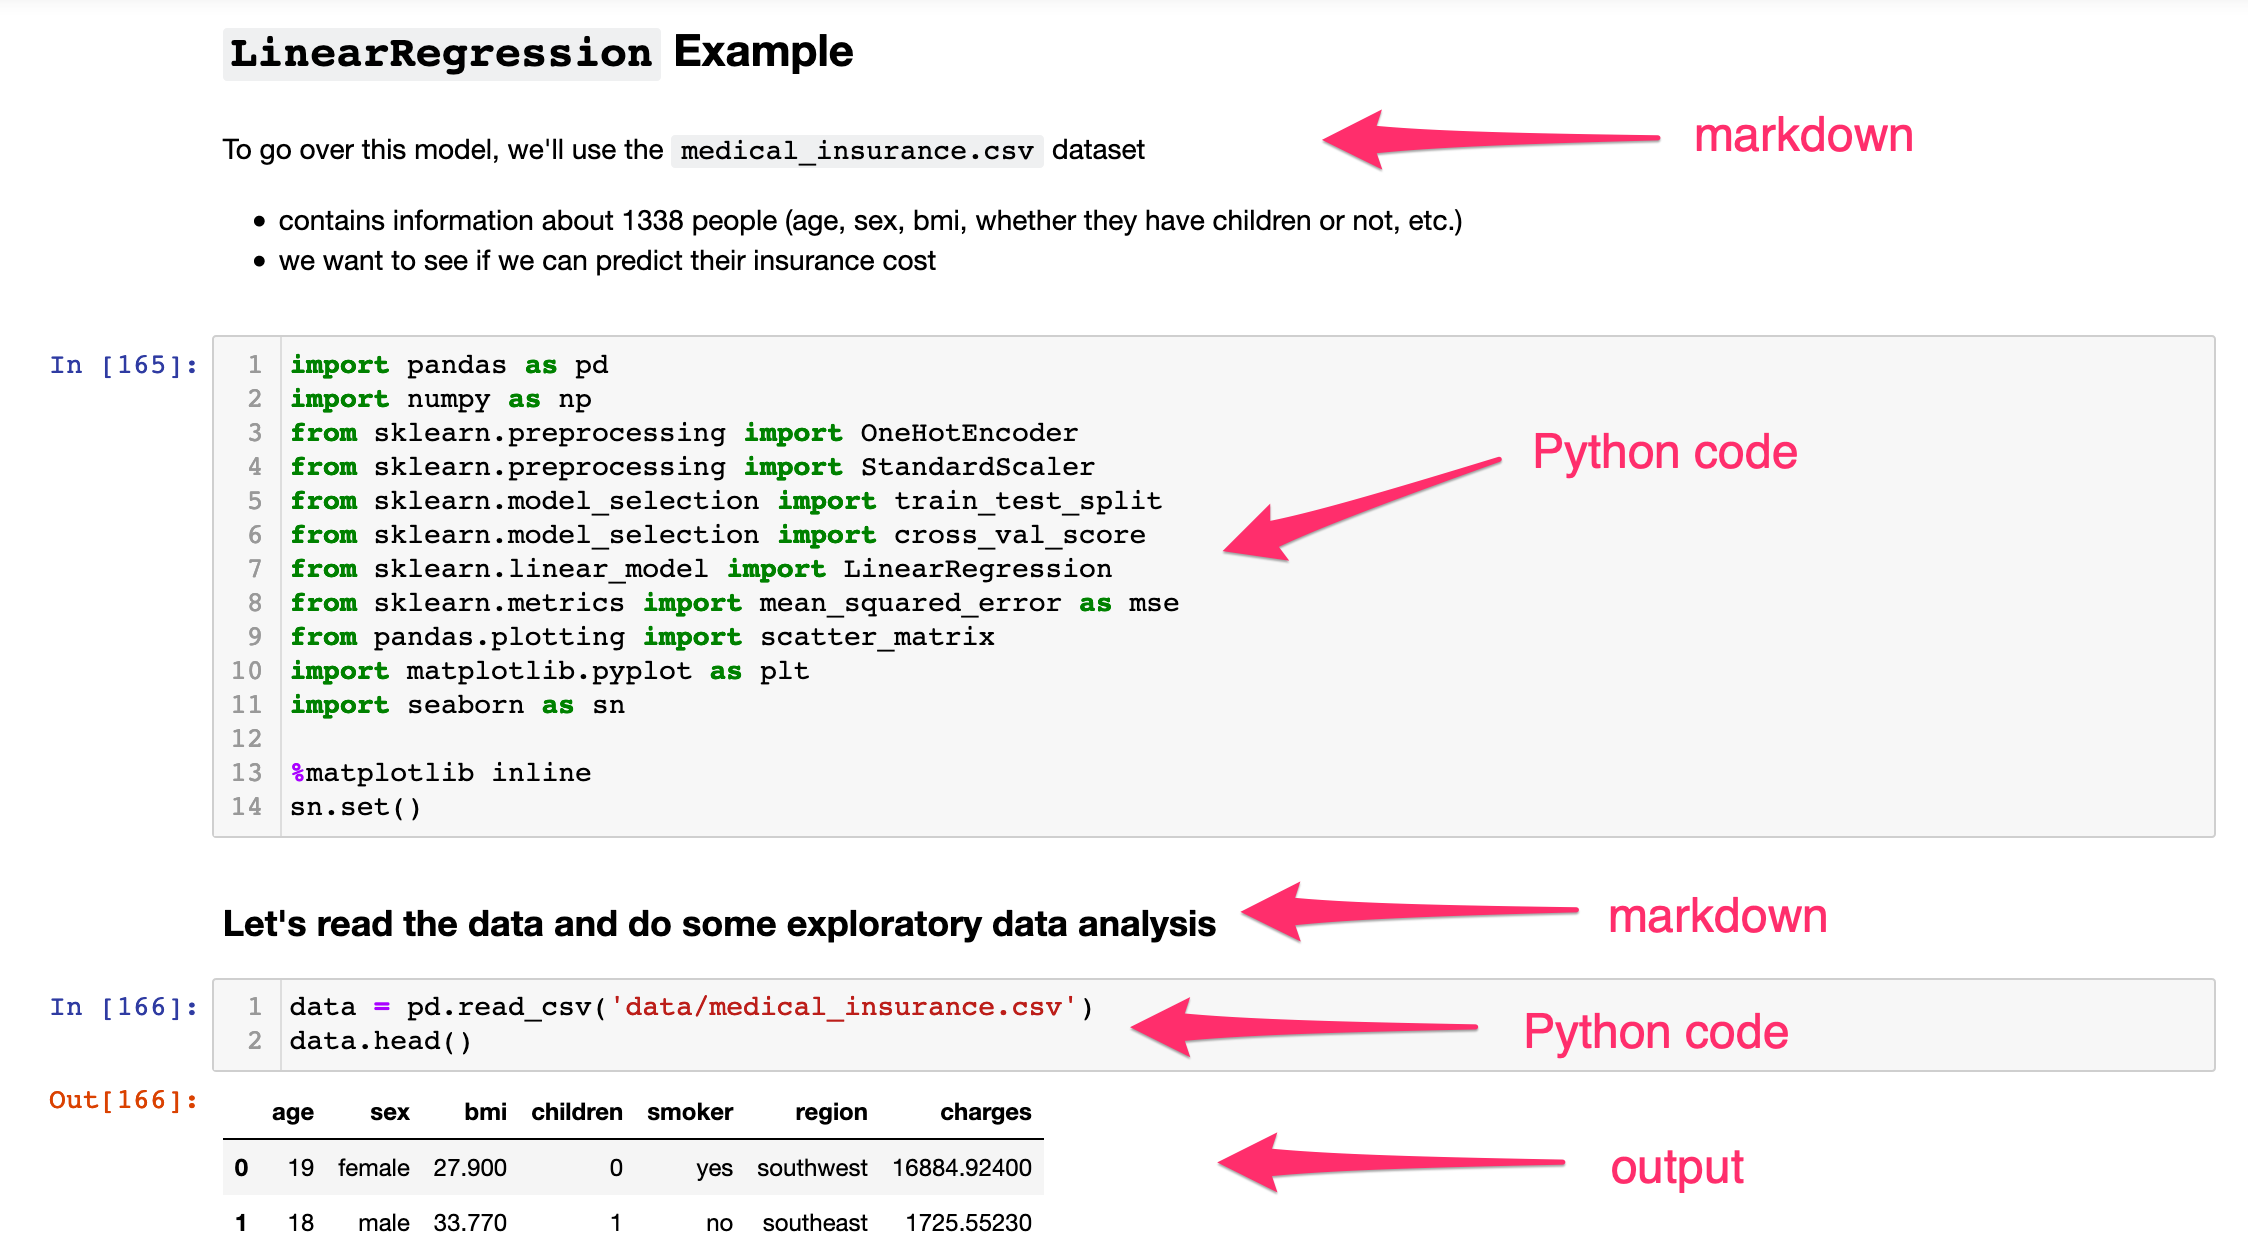 LinearRegression Example
To go over this model, we'll use the medical_insurance.csv dataset
markdown
• contains information about 1338 people (age, sex, bmi, whether they have children or not, etc.)
• we want to see if we can predict their insurance cost
In [165]:
1 import pandas as pd
2 import numpy as np
3 from sklearn.preprocessing import OneHotEncoder
4 from sklearn.preprocessing import StandardScaler
5 from sklearn.model_selection import train_test_split
6 from sklearn.model_selection import cross_val_score
7 from sklearn.linear_model import LinearRegression
8 from sklearn.metrics import mean_squared_error as mse
9 from pandas.plotting import scatter_matrix
10 import matplotlib.pyplot as plt
11 import seaborn as sn
12
13 %matplotlib inline
14 sn.set()
Python code
Let's read the data and do some exploratory data analysis
markdown
In [166]:
1 data = pd.read_csv('data/medical_insurance.csv')
2 data.head()
Python code
Out[166]:
age sex bmi children smoker region charges
0 19 female 27.900 0 yes southwest 16884.92400
1 18 male 33.770 1 no southeast 1725.55230
output